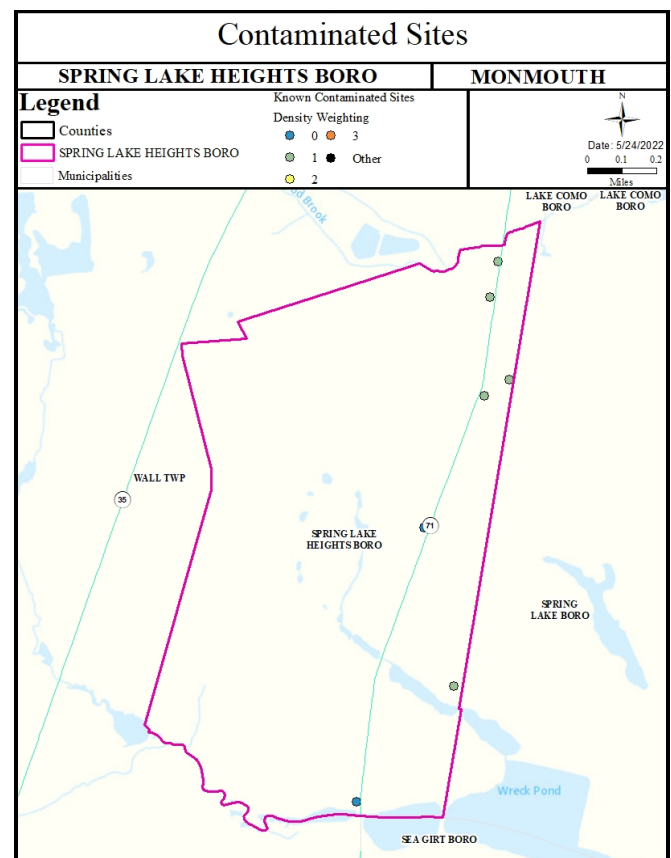 Contaminated Sites
SPRING LAKE HEIGHTS BORO
MONMOUTH
Legend
Counties
SPRING LAKE HEIGHTS BORO
Municipalities
Known Contaminated Sites
Density Weighting
0
3
1
Other
2
N
Date: 5/24/2022
0 0.1 0.2
Miles
Brook
LAKE COMO
BORO
LAKE COMO
BORO
WALL TWP
35
71
SPRING LAKE
HEIGHTS BORO
SPRING
LAKE BORO
Wreck Pond
SEA GIRT BORO